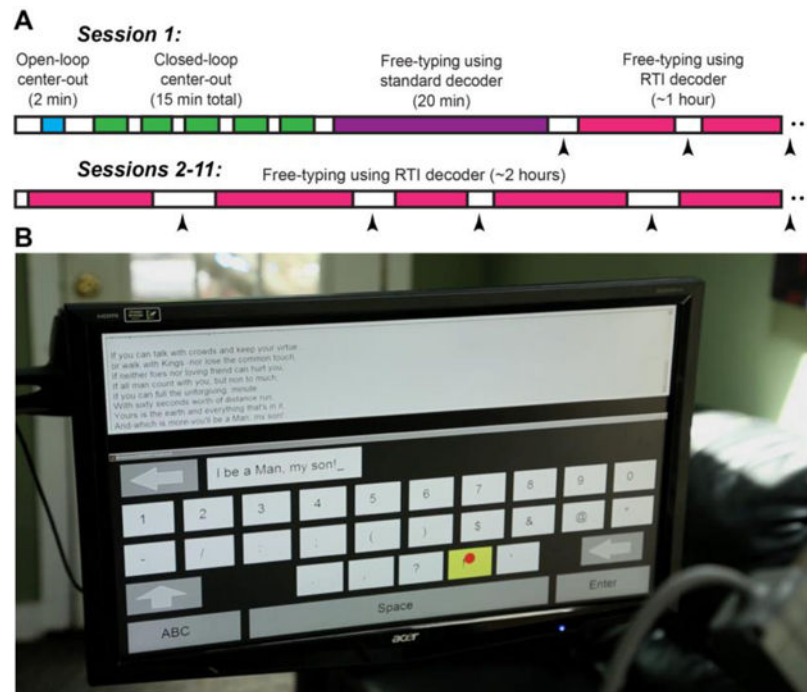 A
Session 1:
Open-loop
center-out
(2 min)
Closed-loop
center-out
(15 min total)
Free-typing using
standard decoder
(20 min)
Free-typing using
RTI decoder
(~1 hour)
Sessions 2-11:
Free-typing using RTI decoder (~2 hours)
B
HDMI
If you can talk with crowds and keep your virtue
or walk with Kings -nor lose the common touch,
If neither foes nor loving friend can hurt you,
If all man count with you, but non to much;
If you can full the unforgiving minute
With sixty seconds worth of distance run,
Yours is the earth and everything that's in it,
And which is more you'll be a Man, my son!
l be a Man, my son!_
1 2 3 4 5 6 7 8 9 0
- / : ; ( ) $ & @ "
. , ? ! '
ABC Space Enter
acer